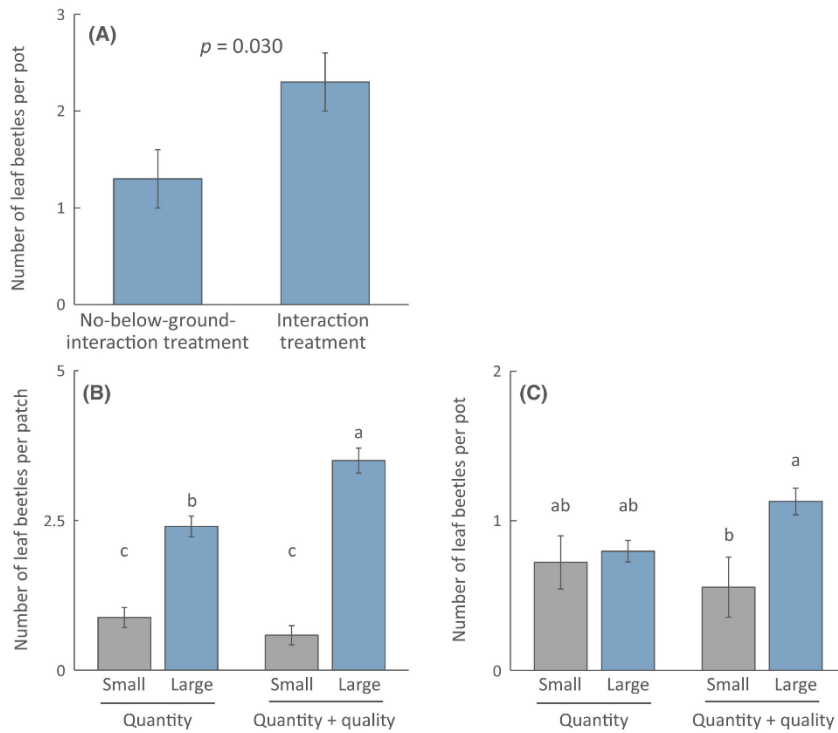 (A)
p = 0.030
Number of leaf beetles per pot
3
2
1
0
No-below-ground-
interaction treatment
Interaction
treatment
(B)
Number of leaf beetles per patch
5
2.5
0
c
b
c
a
Small
Large
Small
Large
Quantity
Quantity + quality
(C)
Number of leaf beetles per pot
2
1
0
ab
ab
b
a
Small
Large
Small
Large
Quantity
Quantity + quality